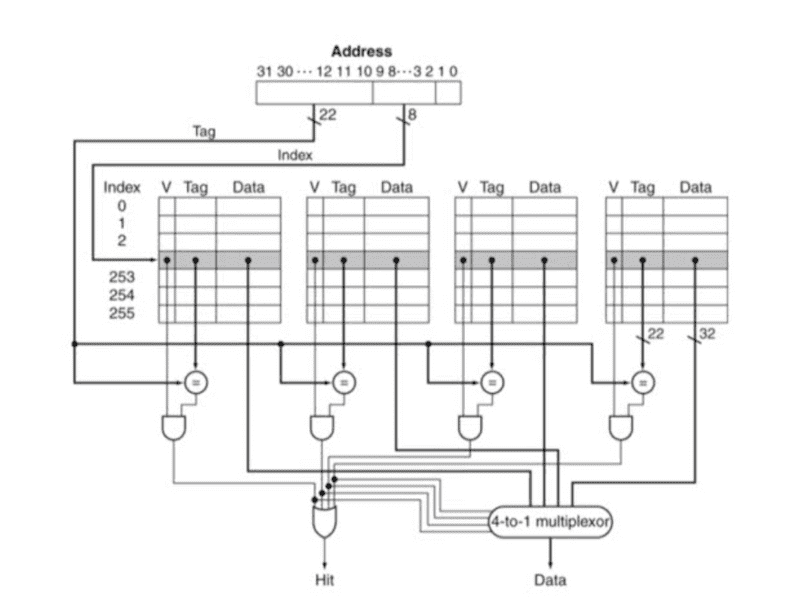 Address
31 30 ··· 12 11 10 9 8···3 2 1 0
22
8
Tag
Index
Index V Tag Data V Tag Data V Tag Data V Tag Data
0
1
2
253
254
255
22
32
= = = =
4-to-1 multiplexor
Hit
Data